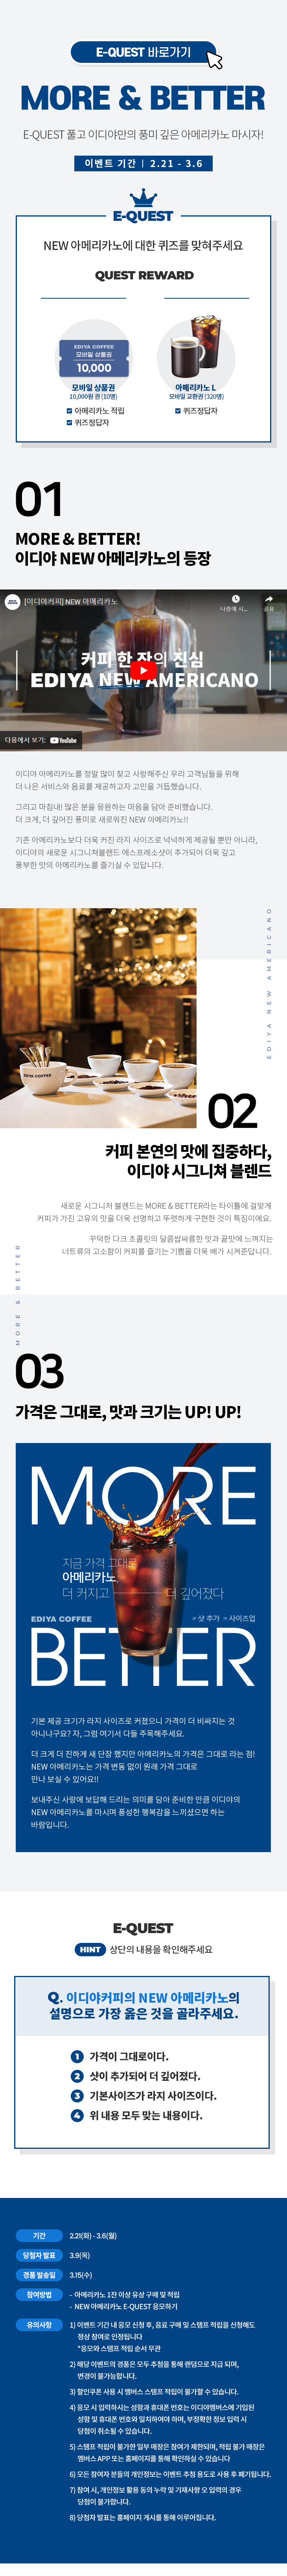 E-QUEST 바로가기
MORE & BETTER
E-QUEST 풀고 이디야만의 풍미 깊은 아메리카노 마시자!
이벤트 기간 | 2.21 - 3.6
E-QUEST
NEW 아메리카노에 대한 퀴즈를 맞혀주세요
QUEST REWARD
EDIYA COFFEE
모바일 상품권
10,000
모바일 상품권
10,000원 권 (10명)
아메리카노 적립
퀴즈정답자
아메리카노 L
모바일 교환권 (320명)
퀴즈정답자
01
MORE & BETTER!
이디야 NEW 아메리카노의 등장
[이디야커피] NEW 아메리카노
나중에 시...
공유
커피 한 잔의 진심
EDIYA NEW AMERICANO
다음에서 보기: YouTube
이디야 아메리카노를 정말 많이 찾고 사랑해주신 우리 고객님들을 위해
더 나은 서비스와 음료를 제공하고자 고민을 거듭했습니다.
그리고 마침내! 많은 분을 응원하는 마음을 담아 준비했습니다.
더 크게, 더 깊어진 풍미로 새로워진 NEW 아메리카노!!
기존 아메리카노보다 더욱 커진 라지 사이즈로 넉넉하게 제공될 뿐만 아니라,
이디야의 새로운 시그니쳐블렌드 에스프레소샷이 추가되어 더욱 깊고
풍부한 맛의 아메리카노를 즐기실 수 있답니다.
EDIYA NEW AMERICANO
EDIYA COFFEE
02
커피 본연의 맛에 집중하다,
이디야 시그니쳐 블렌드
새로운 시그니처 블렌드는 MORE & BETTER라는 타이틀에 걸맞게
커피가 가진 고유의 맛을 더욱 선명하고 뚜렷하게 구현한 것이 특징이에요.
꾸덕한 다크 초콜릿의 달콤쌉싸름한 맛과 끝맛에 느껴지는
너트류의 고소함이 커피를 즐기는 기쁨을 더욱 배가 시켜준답니다.
MORE & BETTER
03
가격은 그대로, 맛과 크기는 UP! UP!
MORE
지금 가격 그대로
아메리카노,
더 커지고 더 깊어졌다
EDIYA COFFEE
샷 추가 사이즈업
BETTER
기본 제공 크기가 라지 사이즈로 커졌으니 가격이 더 비싸지는 것
아니냐구요? 자, 그럼 여기서 다들 주목해주세요.
더 크게 더 진하게 새 단장 했지만 아메리카노의 가격은 그대로 라는 점!
NEW 아메리카노는 가격 변동 없이 원래 가격 그대로
만나 보실 수 있어요!!
보내주신 사랑에 보답해 드리는 의미를 담아 준비한 만큼 이디야의
NEW 아메리카노를 마시며 풍성한 행복감을 느끼셨으면 하는
바람입니다.
E-QUEST
HINT 상단의 내용을 확인해주세요
Q. 이디야커피의 NEW 아메리카노의
설명으로 가장 옳은 것을 골라주세요.
1 가격이 그대로이다.
2 샷이 추가되어 더 깊어졌다.
3 기본사이즈가 라지 사이즈이다.
4 위 내용 모두 맞는 내용이다.
기간 2.21(화) - 3.6(월)
당첨자 발표 3.9(목)
경품 발송일 3.15(수)
참여방법 - 아메리카노 1잔 이상 유상 구매 및 적립
- NEW 아메리카노 E-QUEST 응모하기
유의사항 1) 이벤트 기간 내 응모 신청 후, 음료 구매 및 스탬프 적립을 신청해도
정상 참여로 인정됩니다
*응모와 스탬프 적립 순서 무관
2) 해당 이벤트의 경품은 모두 추첨을 통해 랜덤으로 지급 되며,
변경이 불가능합니다.
3) 할인쿠폰 사용 시 멤버스 스탬프 적립이 불가할 수 있습니다.
4) 응모 시 입력하시는 성함과 휴대폰 번호는 이디야멤버스에 가입된
성함 및 휴대폰 번호와 일치하여야 하며, 부정확한 정보 입력 시
당첨이 취소될 수 있습니다.
5) 스탬프 적립이 불가한 일부 매장은 참여가 제한되며, 적립 불가 매장은
멤버스 APP 또는 홈페이지를 통해 확인하실 수 있습니다
6) 모든 참여자 분들의 개인정보는 이벤트 추첨 용도로 사용 후 폐기됩니다.
7) 참여 시, 개인정보 활용 동의 누락 및 기재사항 오 입력의 경우
당첨이 불가합니다.
8) 당첨자 발표는 홈페이지 게시를 통해 이루어집니다.